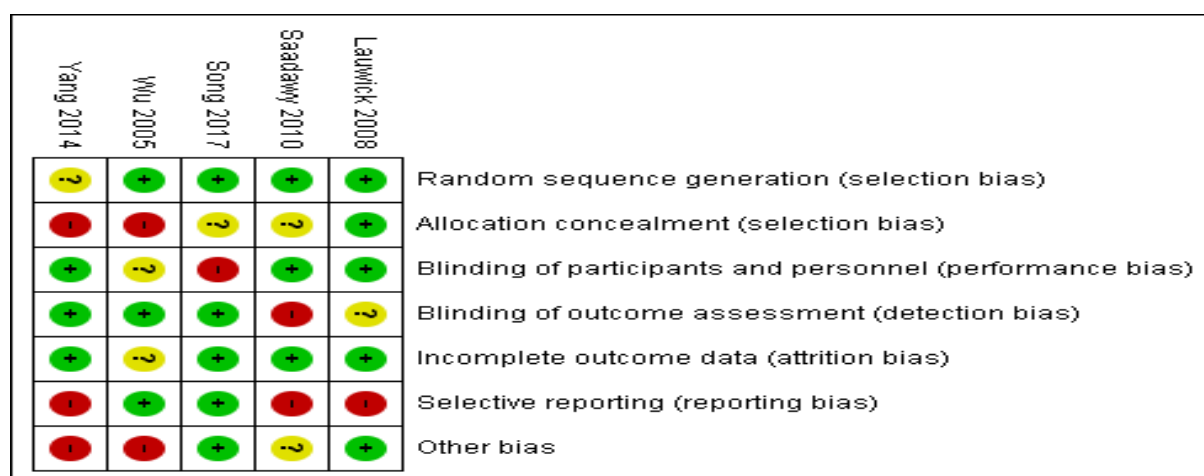 Yang 2014
Wu 2005
Song 2017
Saadawy 2010
Lauwick 2008
? + + + + Random sequence generation (selection bias)
- - ? ? + Allocation concealment (selection bias)
+ ? - + + Blinding of participants and personnel (performance bias)
+ + + - ? Blinding of outcome assessment (detection bias)
+ ? + + + Incomplete outcome data (attrition bias)
- + + - - Selective reporting (reporting bias)
- - + ? + Other bias